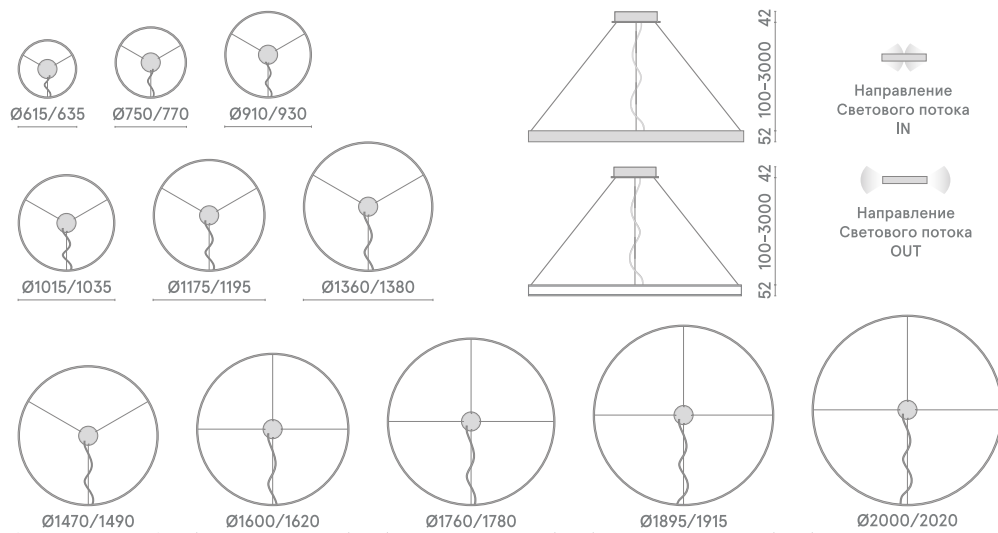 Ø615/635
Ø750/770
Ø910/930
Ø1015/1035
Ø1175/1195
Ø1360/1380
42
100–3000
52
42
100–3000
52
Направление
Светового потока
IN
Направление
Светового потока
OUT
Ø1470/1490
Ø1600/1620
Ø1760/1780
Ø1895/1915
Ø2000/2020